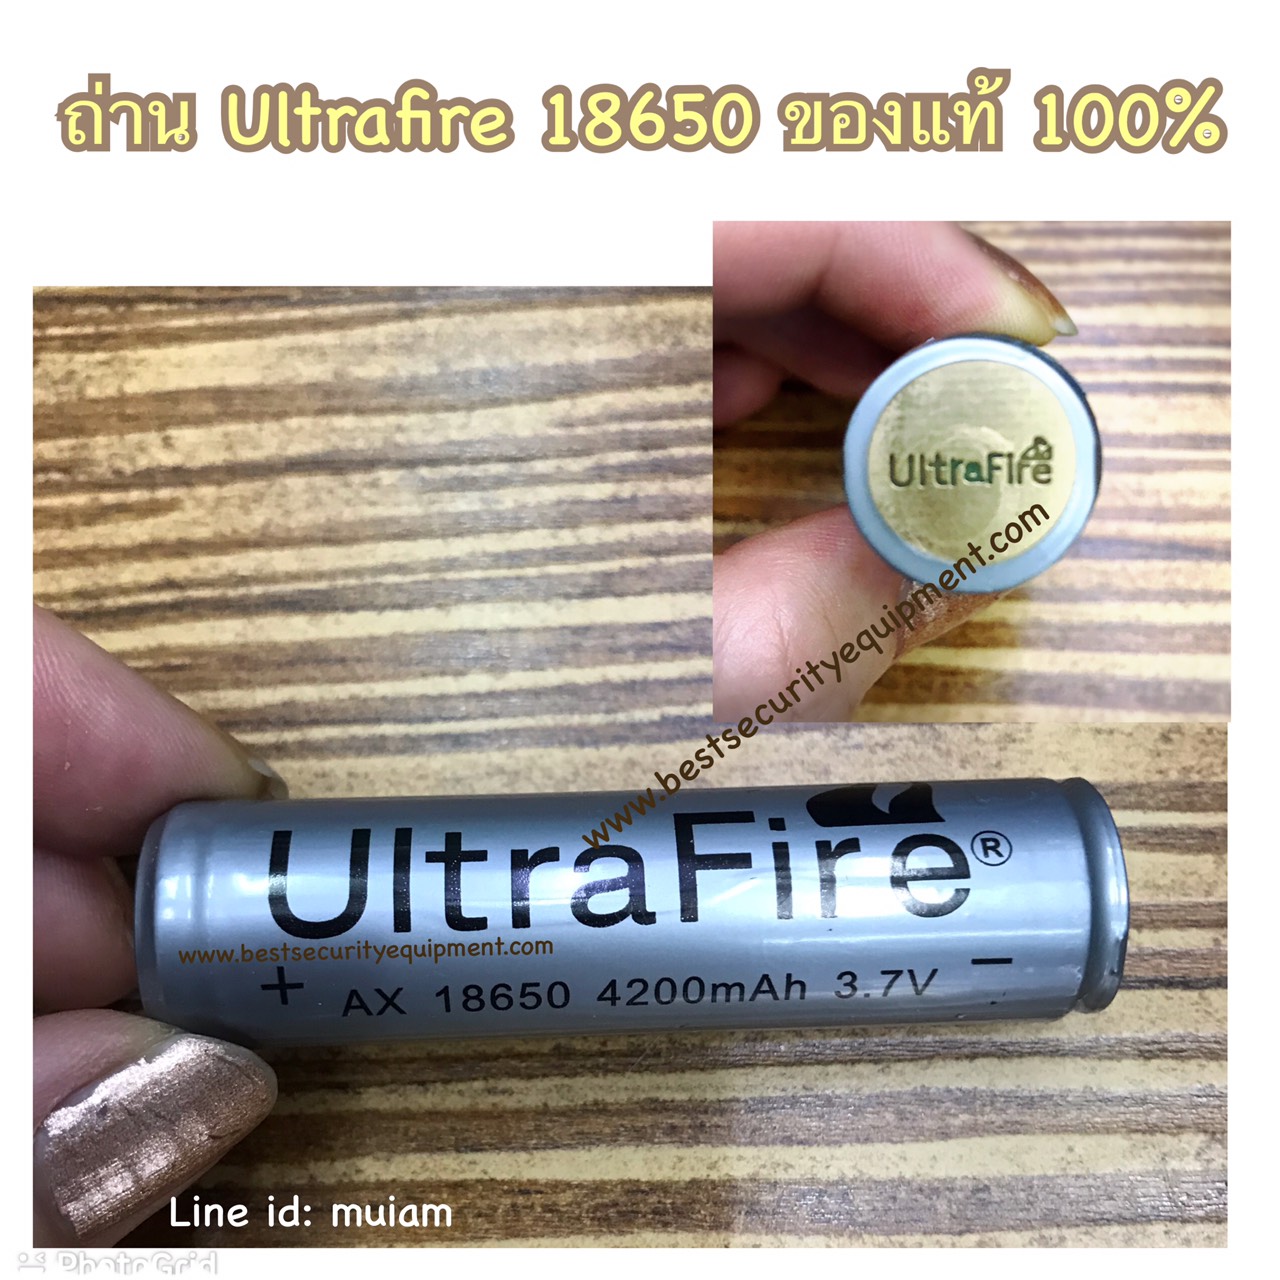 ถ่าน Ultrafire 18650 ของแท้ 100%
UltraFire
www.bestsecurityequipment.com
UltraFire®
www.bestsecurityequipment.com
+ AX 18650 4200mAh 3.7V −
Line id: muiam
PhotoGrid